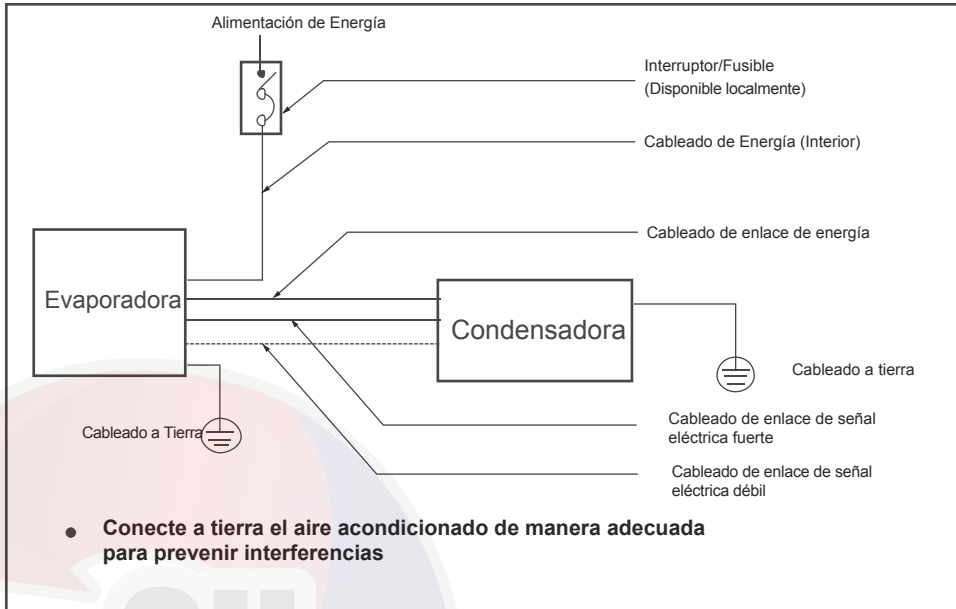 Alimentación de Energía
Interruptor/Fusible
(Disponible localmente)
Cableado de Energía (Interior)
Cableado de enlace de energía
Evaporadora
Condensadora
Cableado a tierra
Cableado a Tierra
Cableado de enlace de señal
eléctrica fuerte
Cableado de enlace de señal
eléctrica débil
● Conecte a tierra el aire acondicionado de manera adecuada
para prevenir interferencias